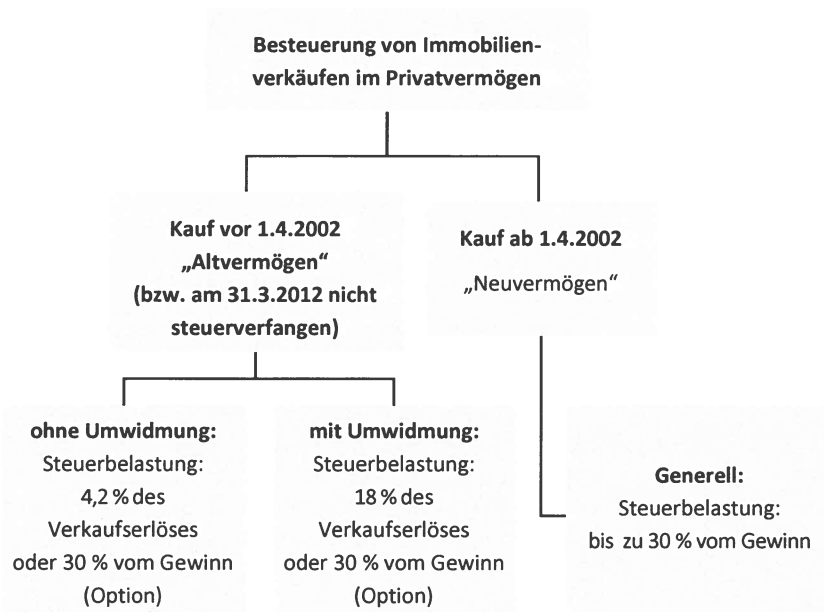 Besteuerung von Immobilien-
verkäufen im Privatvermögen
Kauf vor 1.4.2002
„Altvermögen“
(bzw. am 31.3.2012 nicht
steuerverfangen)
Kauf ab 1.4.2002
„Neuvermögen“
ohne Umwidmung:
Steuerbelastung:
4,2 % des
Verkaufserlöses
oder 30 % vom Gewinn
(Option)
mit Umwidmung:
Steuerbelastung:
18 % des
Verkaufserlöses
oder 30 % vom Gewinn
(Option)
Generell:
Steuerbelastung:
bis zu 30 % vom Gewinn